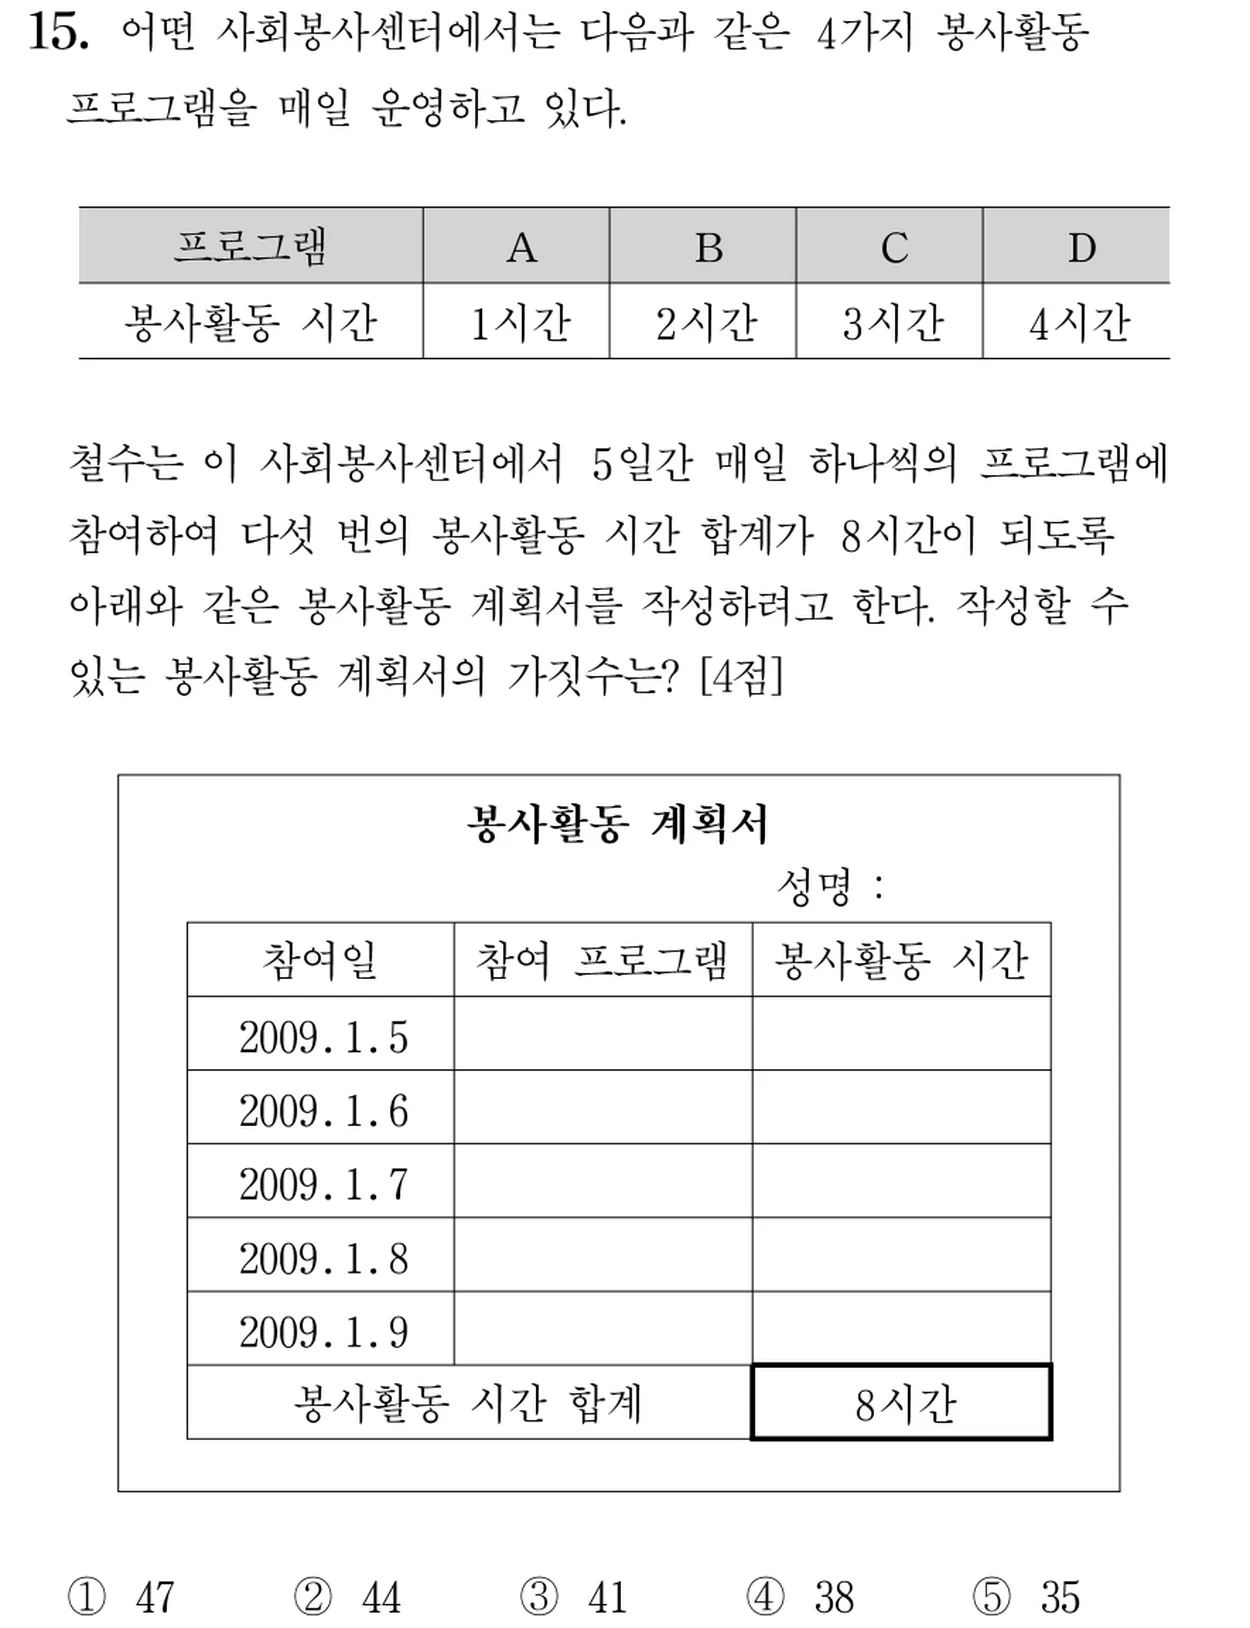 15. 어떤 사회봉사센터에서는 다음과 같은 4가지 봉사활동
프로그램을 매일 운영하고 있다.
프로그램 A B C D
봉사활동 시간 1시간 2시간 3시간 4시간
철수는 이 사회봉사센터에서 5일간 매일 하나씩의 프로그램에
참여하여 다섯 번의 봉사활동 시간 합계가 8시간이 되도록
아래와 같은 봉사활동 계획서를 작성하려고 한다. 작성할 수
있는 봉사활동 계획서의 가짓수는? [4점]
봉사활동 계획서
성명 :
참여일 참여 프로그램 봉사활동 시간
2009.1.5
2009.1.6
2009.1.7
2009.1.8
2009.1.9
봉사활동 시간 합계 8시간
① 47 ② 44 ③ 41 ④ 38 ⑤ 35